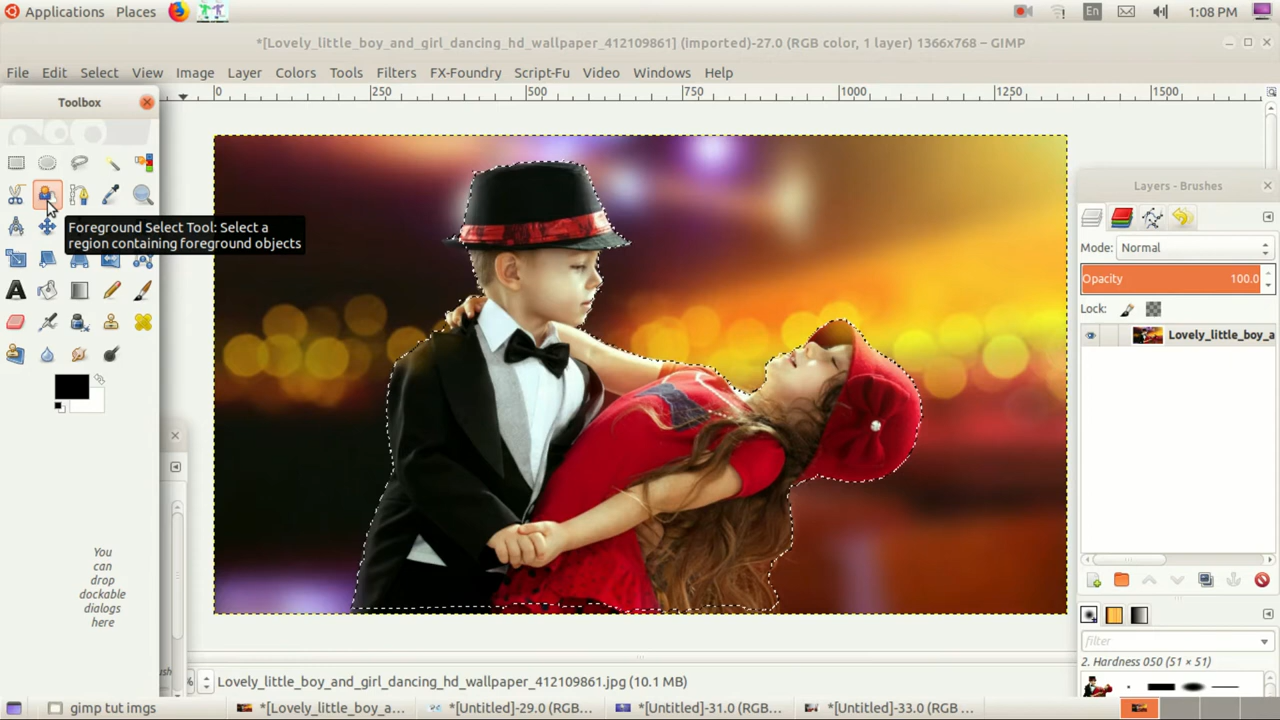 Applications Places En 1:08 PM
*[Lovely_little_boy_and_girl_dancing_hd_wallpaper_412109861] (imported)-27.0 (RGB color, 1 layer) 1366x768 – GIMP
File Edit Select View Image Layer Colors Tools Filters FX-Foundry Script-Fu Video Windows Help
Toolbox
0 250 500 750 1000 1250 1500
Layers - Brushes
Foreground Select Tool: Select a
region containing foreground objects
Mode: Normal
Opacity 100.0
Lock:
Lovely_little_boy_a
You
can
drop
dockable
dialogs
here
filter
2. Hardness 050 (51 × 51)
% Lovely_little_boy_and_girl_dancing_hd_wallpaper_412109861.jpg (10.1 MB)
gimp tut imgs *[Lovely_little_boy_a... *[Untitled]-29.0 (RGB... *[Untitled]-31.0 (RGB... *[Untitled]-33.0 (RGB ...